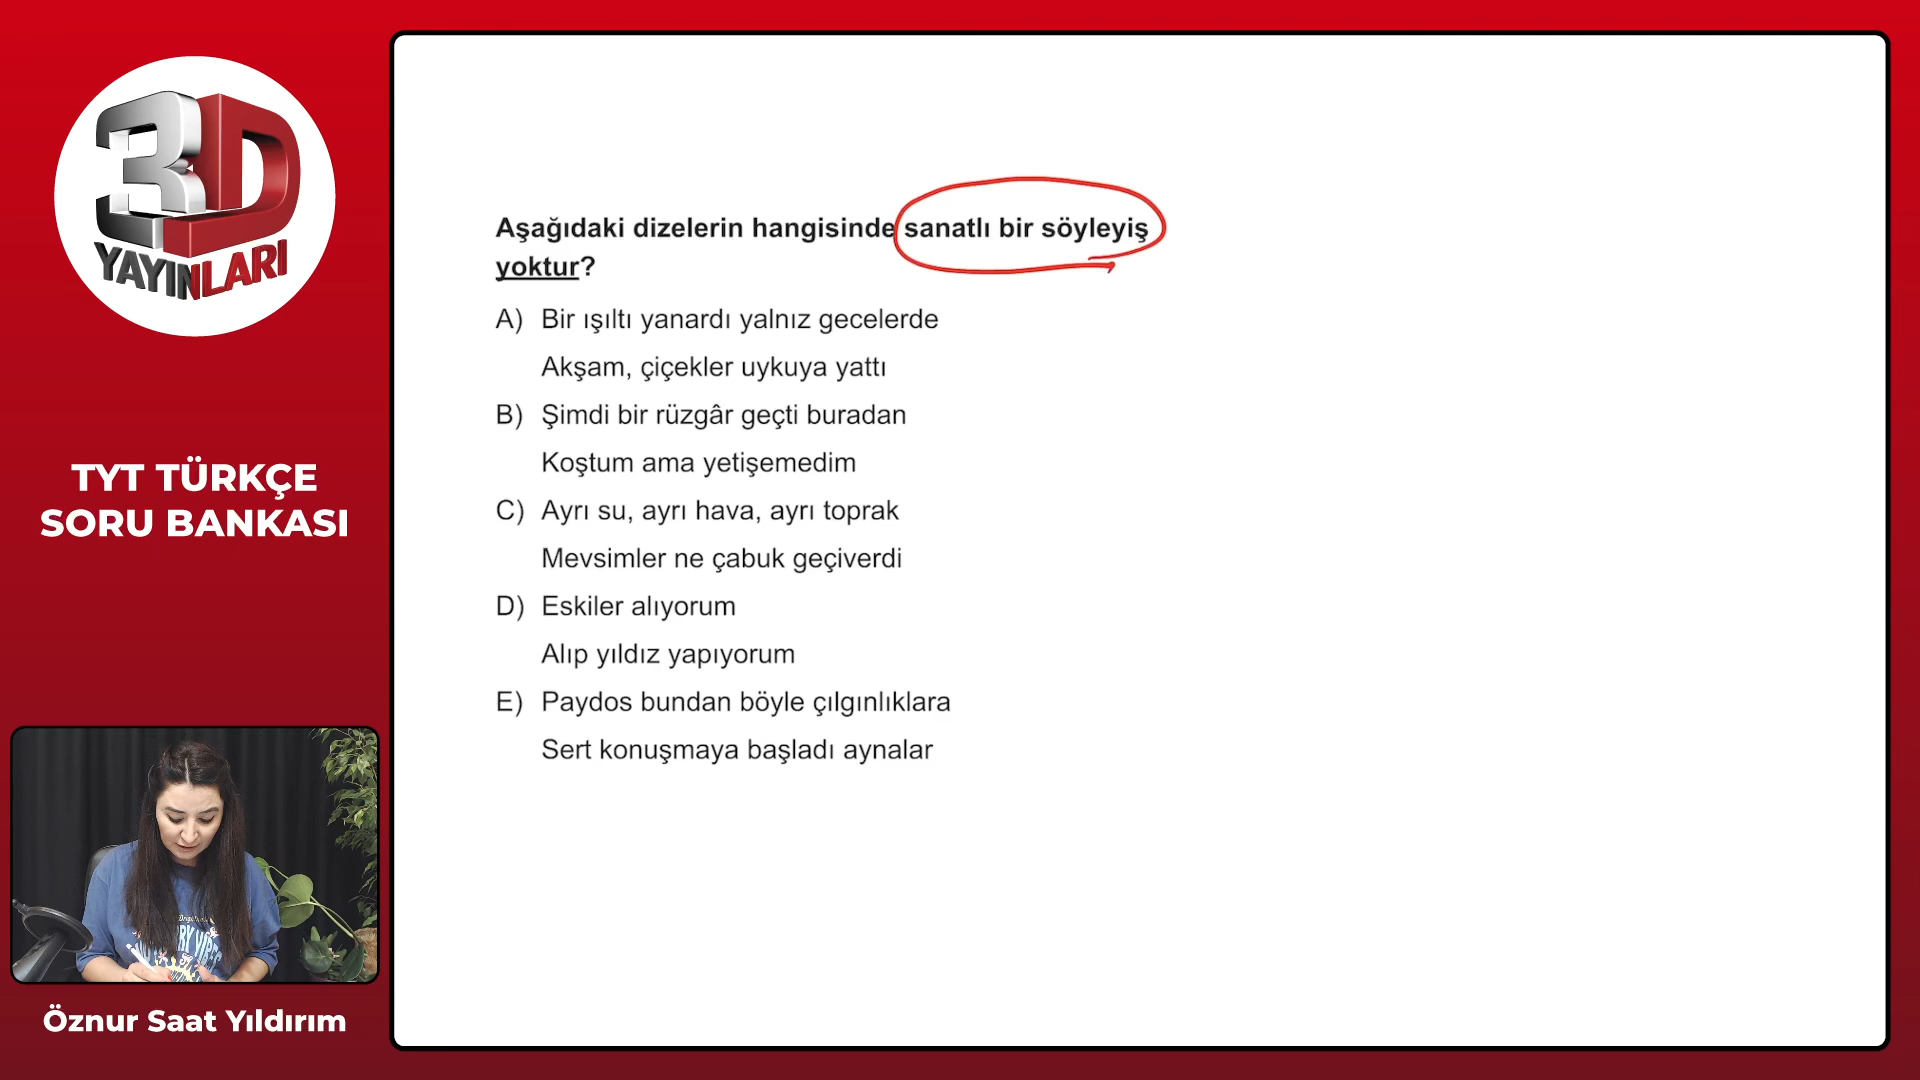 3D
YAYINLARI
TYT TÜRKÇE
SORU BANKASI
Öznur Saat Yıldırım
Aşağıdaki dizelerin hangisinde sanatlı bir söyleyiş
yoktur?
A) Bir ışıltı yanardı yalnız gecelerde
Akşam, çiçekler uykuya yattı
B) Şimdi bir rüzgâr geçti buradan
Koştum ama yetişemedim
C) Ayrı su, ayrı hava, ayrı toprak
Mevsimler ne çabuk geçiverdi
D) Eskiler alıyorum
Alıp yıldız yapıyorum
E) Paydos bundan böyle çılgınlıklara
Sert konuşmaya başladı aynalar